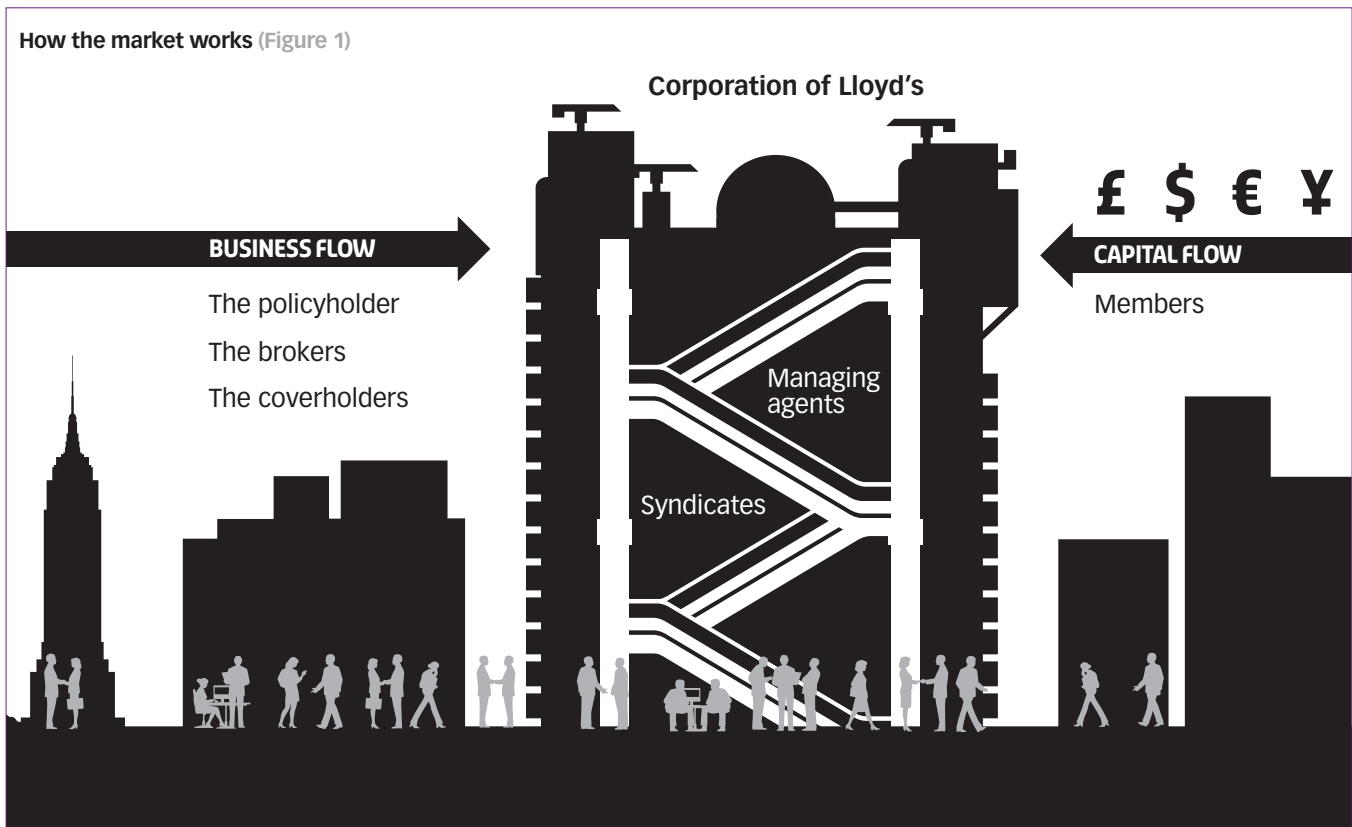 How the market works (Figure 1)
Corporation of Lloyd's
£ $ € ¥
BUSINESS FLOW
CAPITAL FLOW
The policyholder
The brokers
The coverholders
Members
Managing
agents
Syndicates